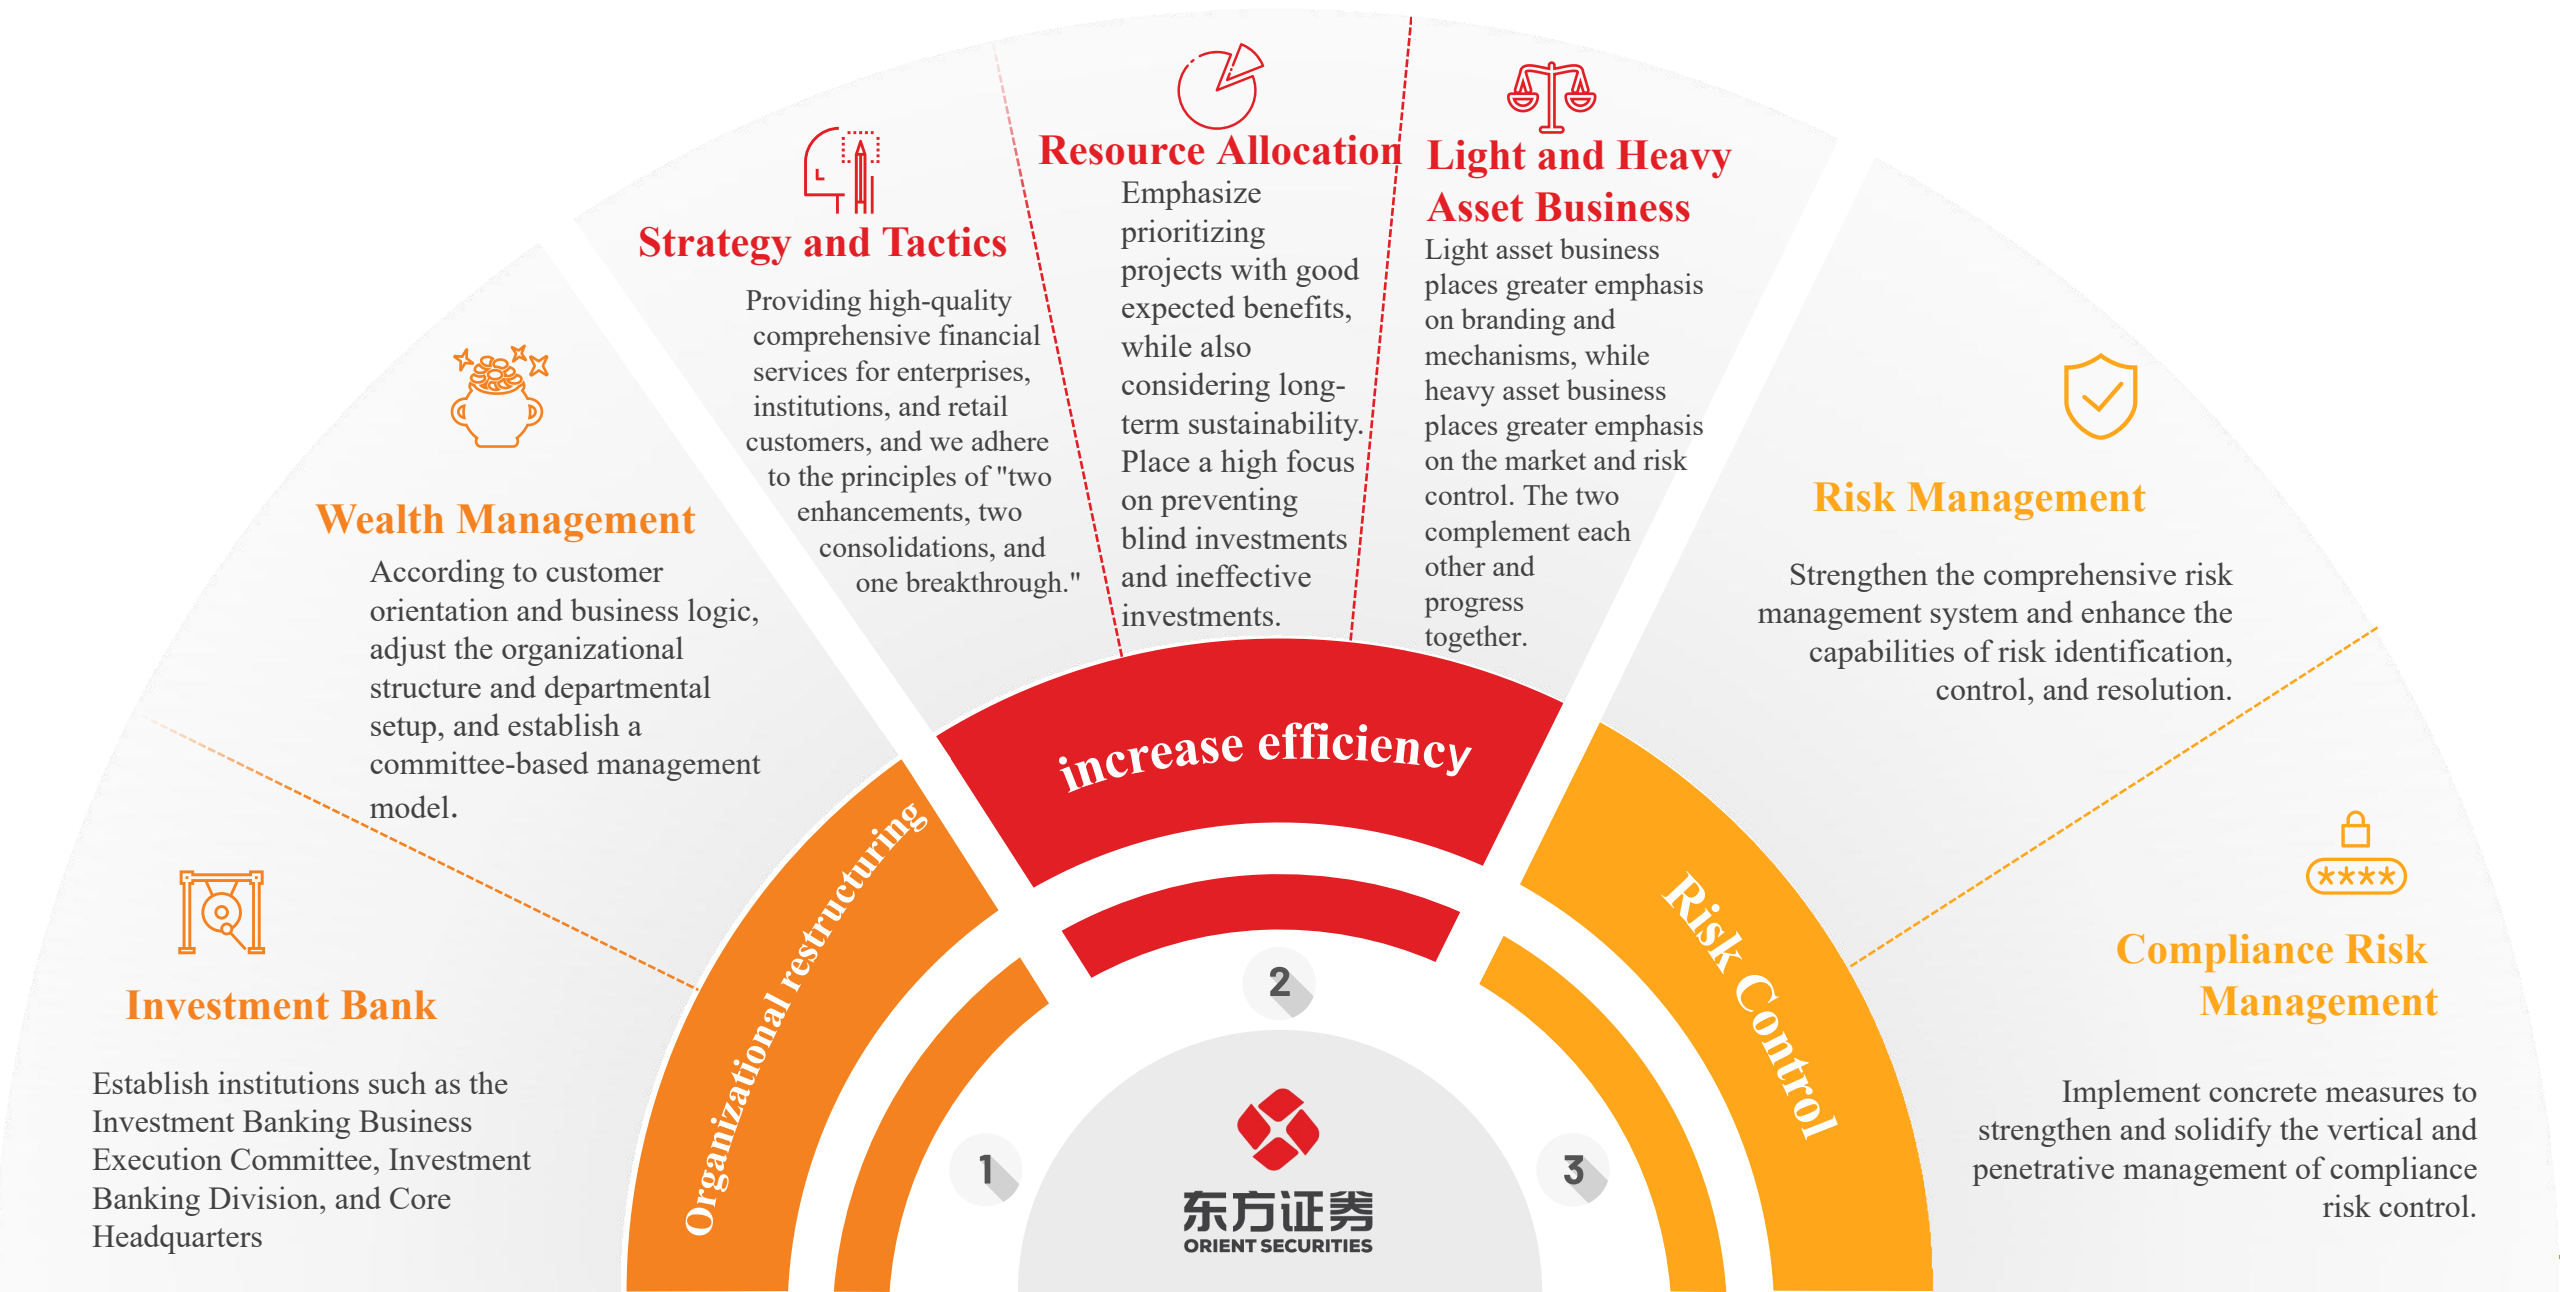 Investment Bank
Establish institutions such as the
Investment Banking Business
Execution Committee, Investment
Banking Division, and Core
Headquarters
Wealth Management
According to customer
orientation and business logic,
adjust the organizational
structure and departmental
setup, and establish a
committee-based management
model.
Organizational restructuring
1
Strategy and Tactics
Providing high-quality
comprehensive financial
services for enterprises,
institutions, and retail
customers, and we adhere
to the principles of "two
enhancements, two
consolidations, and
one breakthrough."
Resource Allocation
Emphasize
prioritizing
projects with good
expected benefits,
while also
considering long-
term sustainability.
Place a high focus
on preventing
blind investments
and ineffective
investments.
Light and Heavy
Asset Business
Light asset business
places greater emphasis
on branding and
mechanisms, while
heavy asset business
places greater emphasis
on the market and risk
control. The two
complement each
other and
progress
together.
increase efficiency
2
Risk Management
Strengthen the comprehensive risk
management system and enhance the
capabilities of risk identification,
control, and resolution.
****
Compliance Risk
Management
Implement concrete measures to
strengthen and solidify the vertical and
penetrative management of compliance
risk control.
Risk Control
3
东方证券
ORIENT SECURITIES